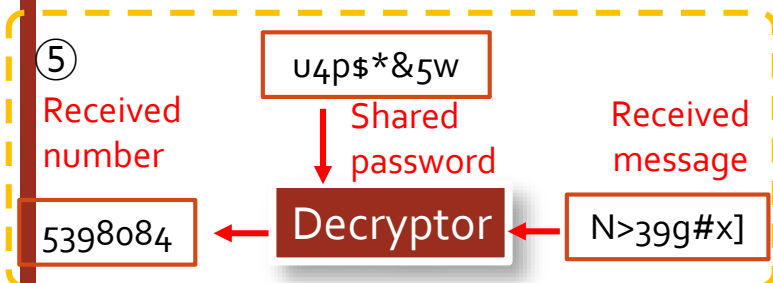 ⑤
u4p$*&5w
Received
number
Shared
password
Received
message
5398084
Decryptor
N>39g#x]